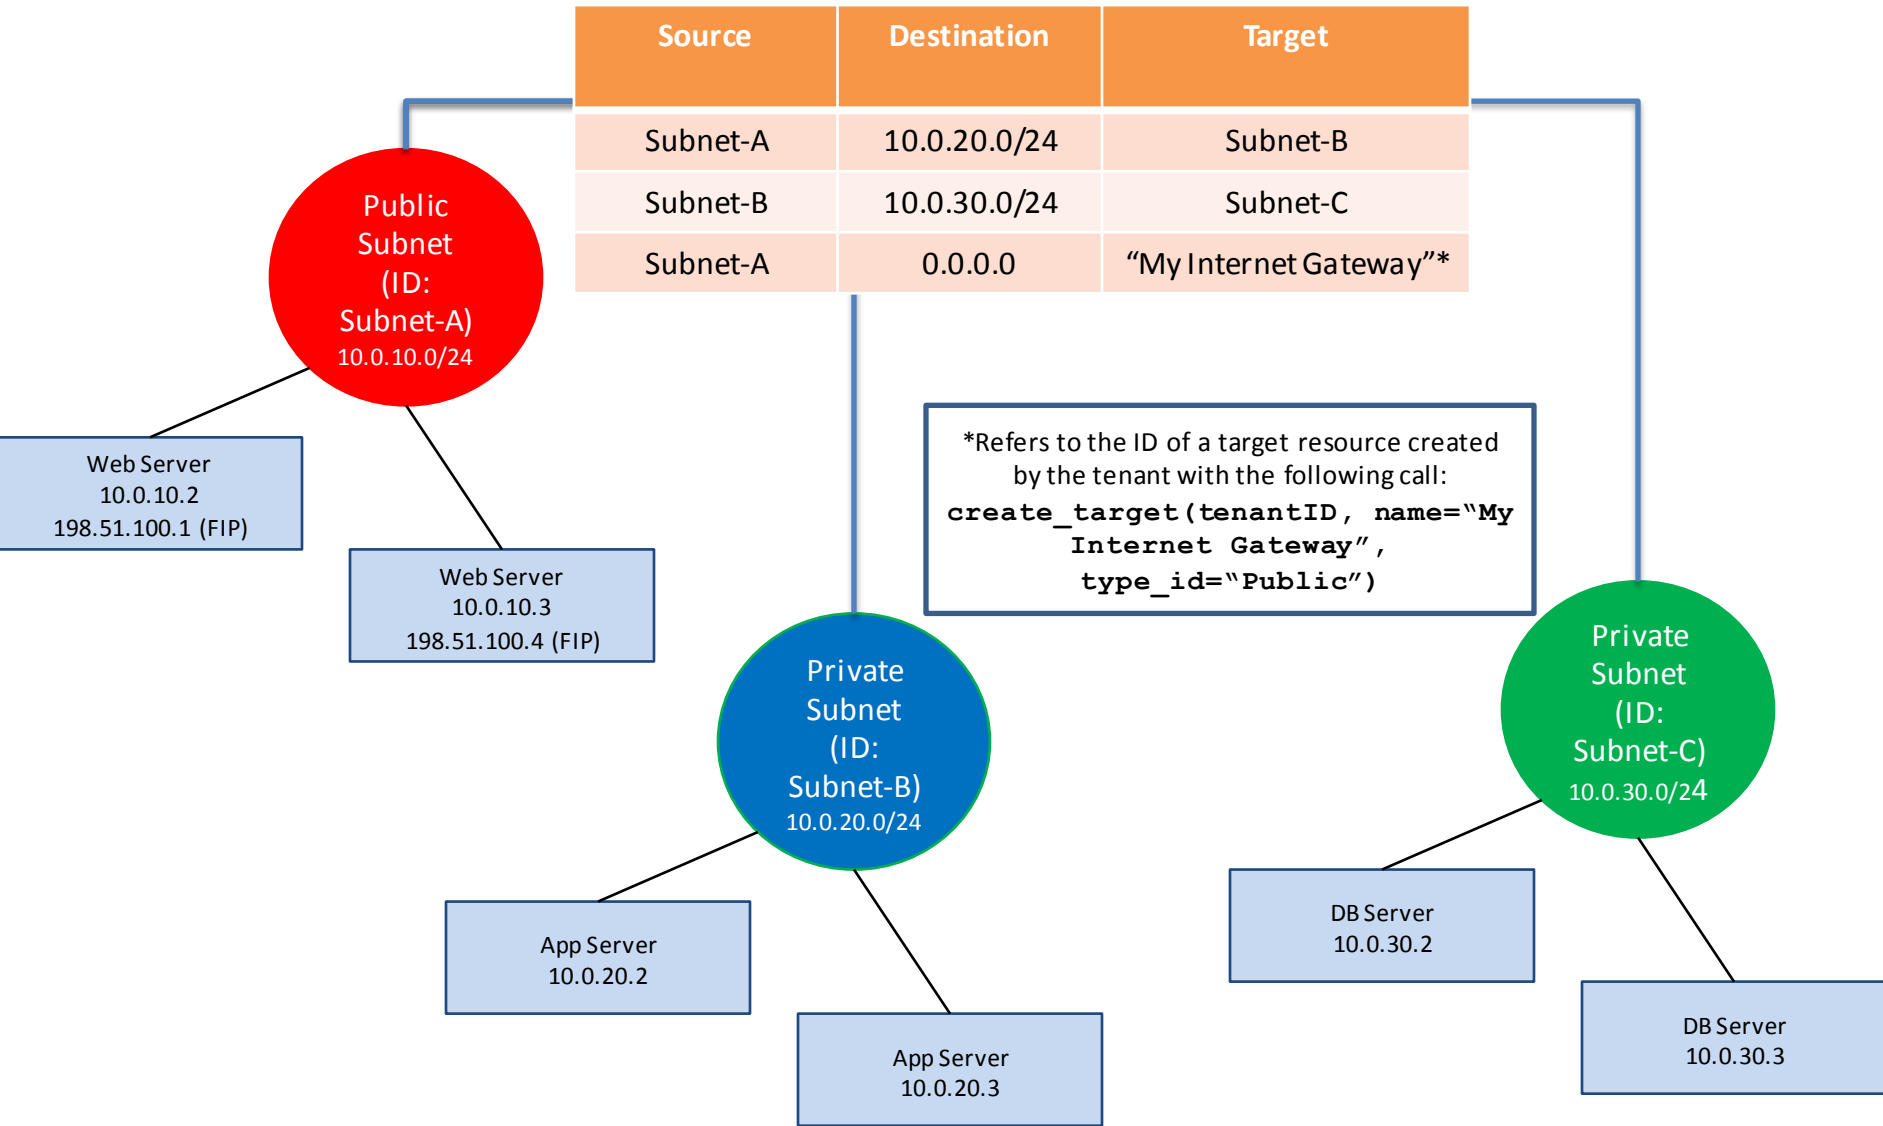 Source Destination Target
Subnet-A 10.0.20.0/24 Subnet-B
Subnet-B 10.0.30.0/24 Subnet-C
Subnet-A 0.0.0.0 “My Internet Gateway”*
Public
Subnet
(ID:
Subnet-A)
10.0.10.0/24
Web Server
10.0.10.2
198.51.100.1 (FIP)
Web Server
10.0.10.3
198.51.100.4 (FIP)
*Refers to the ID of a target resource created
by the tenant with the following call:
create_target(tenantID, name=“My
Internet Gateway”,
type_id=“Public”)
Private
Subnet
(ID:
Subnet-B)
10.0.20.0/24
App Server
10.0.20.2
App Server
10.0.20.3
Private
Subnet
(ID:
Subnet-C)
10.0.30.0/24
DB Server
10.0.30.2
DB Server
10.0.30.3